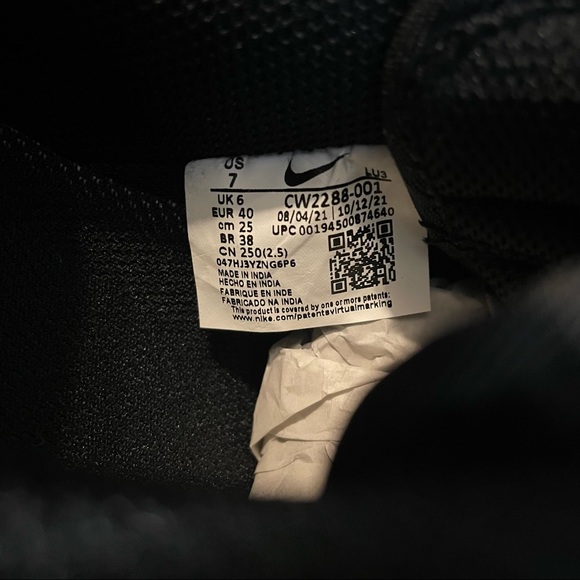 US
7
LU3
UK 6
CW2288-001
EUR 40
08/04/21 | 10/12/21
cm 25
UPC 00194500874640
BR 38
CN 250(2.5)
047HJ3YZNG6P6
MADE IN INDIA
HECHO EN INDIA
FABRIQUE EN INDE
FABRICADO NA INDIA
This product is covered by one or more patents:
www.nike.com/patentsvirtualmarking